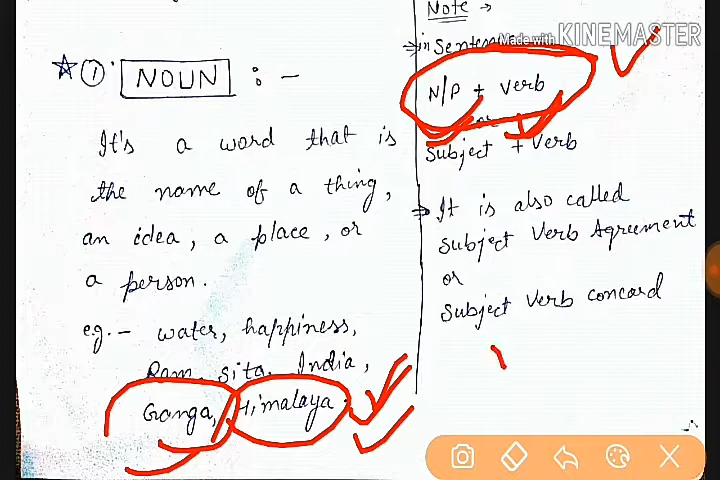 ① NOUN : -
It's a word that is
the name of a thing,
an idea, a place, or
a person.
e.g. - water, happiness,
Ram, sita, India,
Ganga, Himalaya.
Note →
Made with KINEMASTER
⇒ in Sentence
N/P + Verb
or
Subject + Verb
⇒ It is also called
Subject Verb Agreement
or
Subject Verb concord